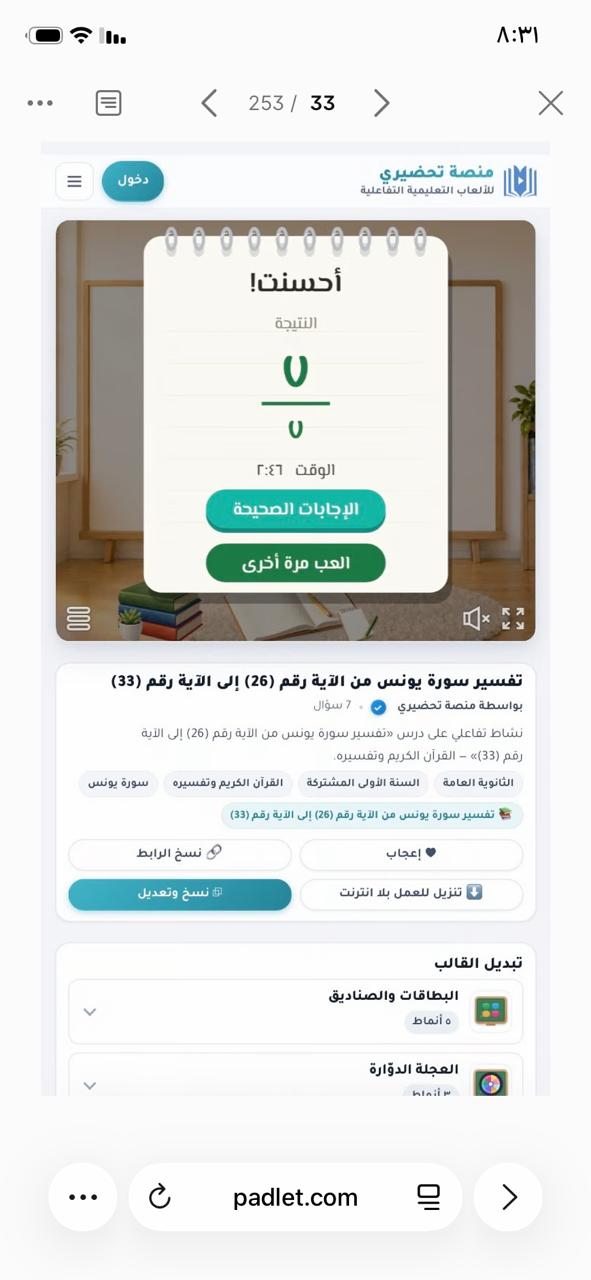 ٨:٣١
253 / 33
منصة تحضيري
للألعاب التعليمية التفاعلية
دخول
أحسنت!
النتيجة
٧
٧
الوقت ٢:٤٦
الإجابات الصحيحة
العب مرة أخرى
تفسير سورة يونس من الآية رقم (26) إلى الآية رقم (33)
بواسطة منصة تحضيري • 7 سؤال
نشاط تفاعلي على درس «تفسير سورة يونس من الآية رقم (26) إلى الآية
رقم (33)» – القرآن الكريم وتفسيره.
الثانوية العامة السنة الأولى المشتركة القرآن الكريم وتفسيره سورة يونس
تفسير سورة يونس من الآية رقم (26) إلى الآية رقم (33)
إعجاب نسخ الرابط
تنزيل للعمل بلا انترنت نسخ وتعديل
تبديل القالب
البطاقات والصناديق
٥ أنماط
العجلة الدوّارة
٣ أنماط
padlet.com